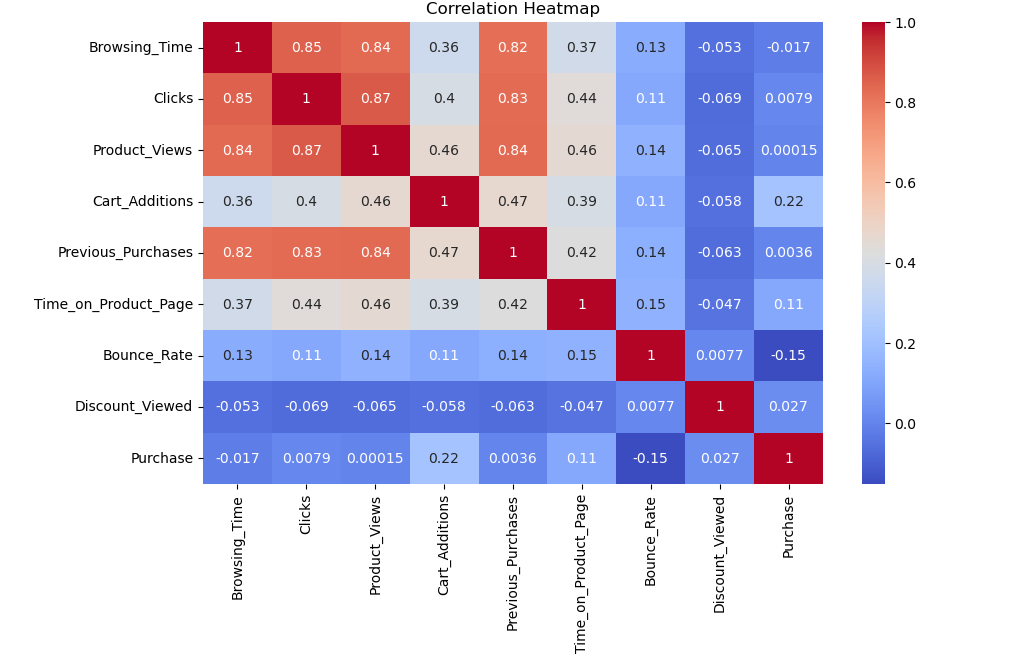 Correlation Heatmap
Browsing_Time 1 0.85 0.84 0.36 0.82 0.37 0.13 -0.053 -0.017
Clicks 0.85 1 0.87 0.4 0.83 0.44 0.11 -0.069 0.0079
Product_Views 0.84 0.87 1 0.46 0.84 0.46 0.14 -0.065 0.00015
Cart_Additions 0.36 0.4 0.46 1 0.47 0.39 0.11 -0.058 0.22
Previous_Purchases 0.82 0.83 0.84 0.47 1 0.42 0.14 -0.063 0.0036
Time_on_Product_Page 0.37 0.44 0.46 0.39 0.42 1 0.15 -0.047 0.11
Bounce_Rate 0.13 0.11 0.14 0.11 0.14 0.15 1 0.0077 -0.15
Discount_Viewed -0.053 -0.069 -0.065 -0.058 -0.063 -0.047 0.0077 1 0.027
Purchase -0.017 0.0079 0.00015 0.22 0.0036 0.11 -0.15 0.027 1
Browsing_Time
Clicks
Product_Views
Cart_Additions
Previous_Purchases
Time_on_Product_Page
Bounce_Rate
Discount_Viewed
Purchase
1.0
0.8
0.6
0.4
0.2
0.0